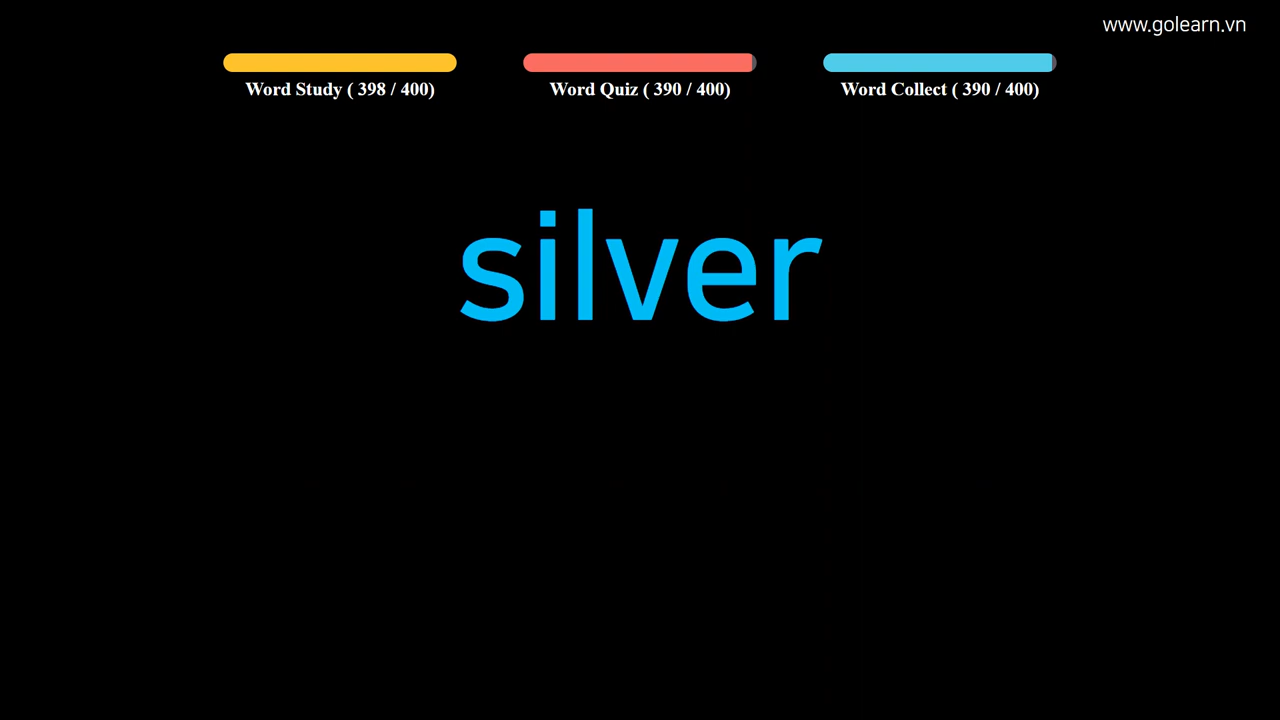 www.golearn.vn
Word Study ( 398 / 400)
Word Quiz ( 390 / 400)
Word Collect ( 390 / 400)
silver